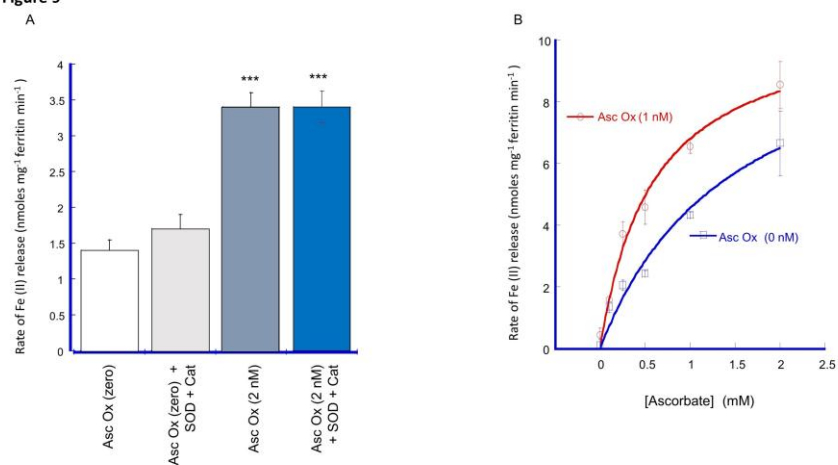 A
Rate of Fe (II) release (nmoles mg-1 ferritin min-1 )
4
3.5
3
2.5
2
1.5
1
0.5
0
***
***
Asc Ox (zero)
Asc Ox (zero) +
SOD + Cat
Asc Ox (2 nM)
Asc Ox (2 nM)
+ SOD + Cat
B
Rate of Fe (II) release (nmoles mg-1 ferritin min-1 )
10
8
6
4
2
0
Asc Ox (1 nM)
Asc Ox (0 nM)
0
0.5
1
1.5
2
2.5
[Ascorbate] (mM)